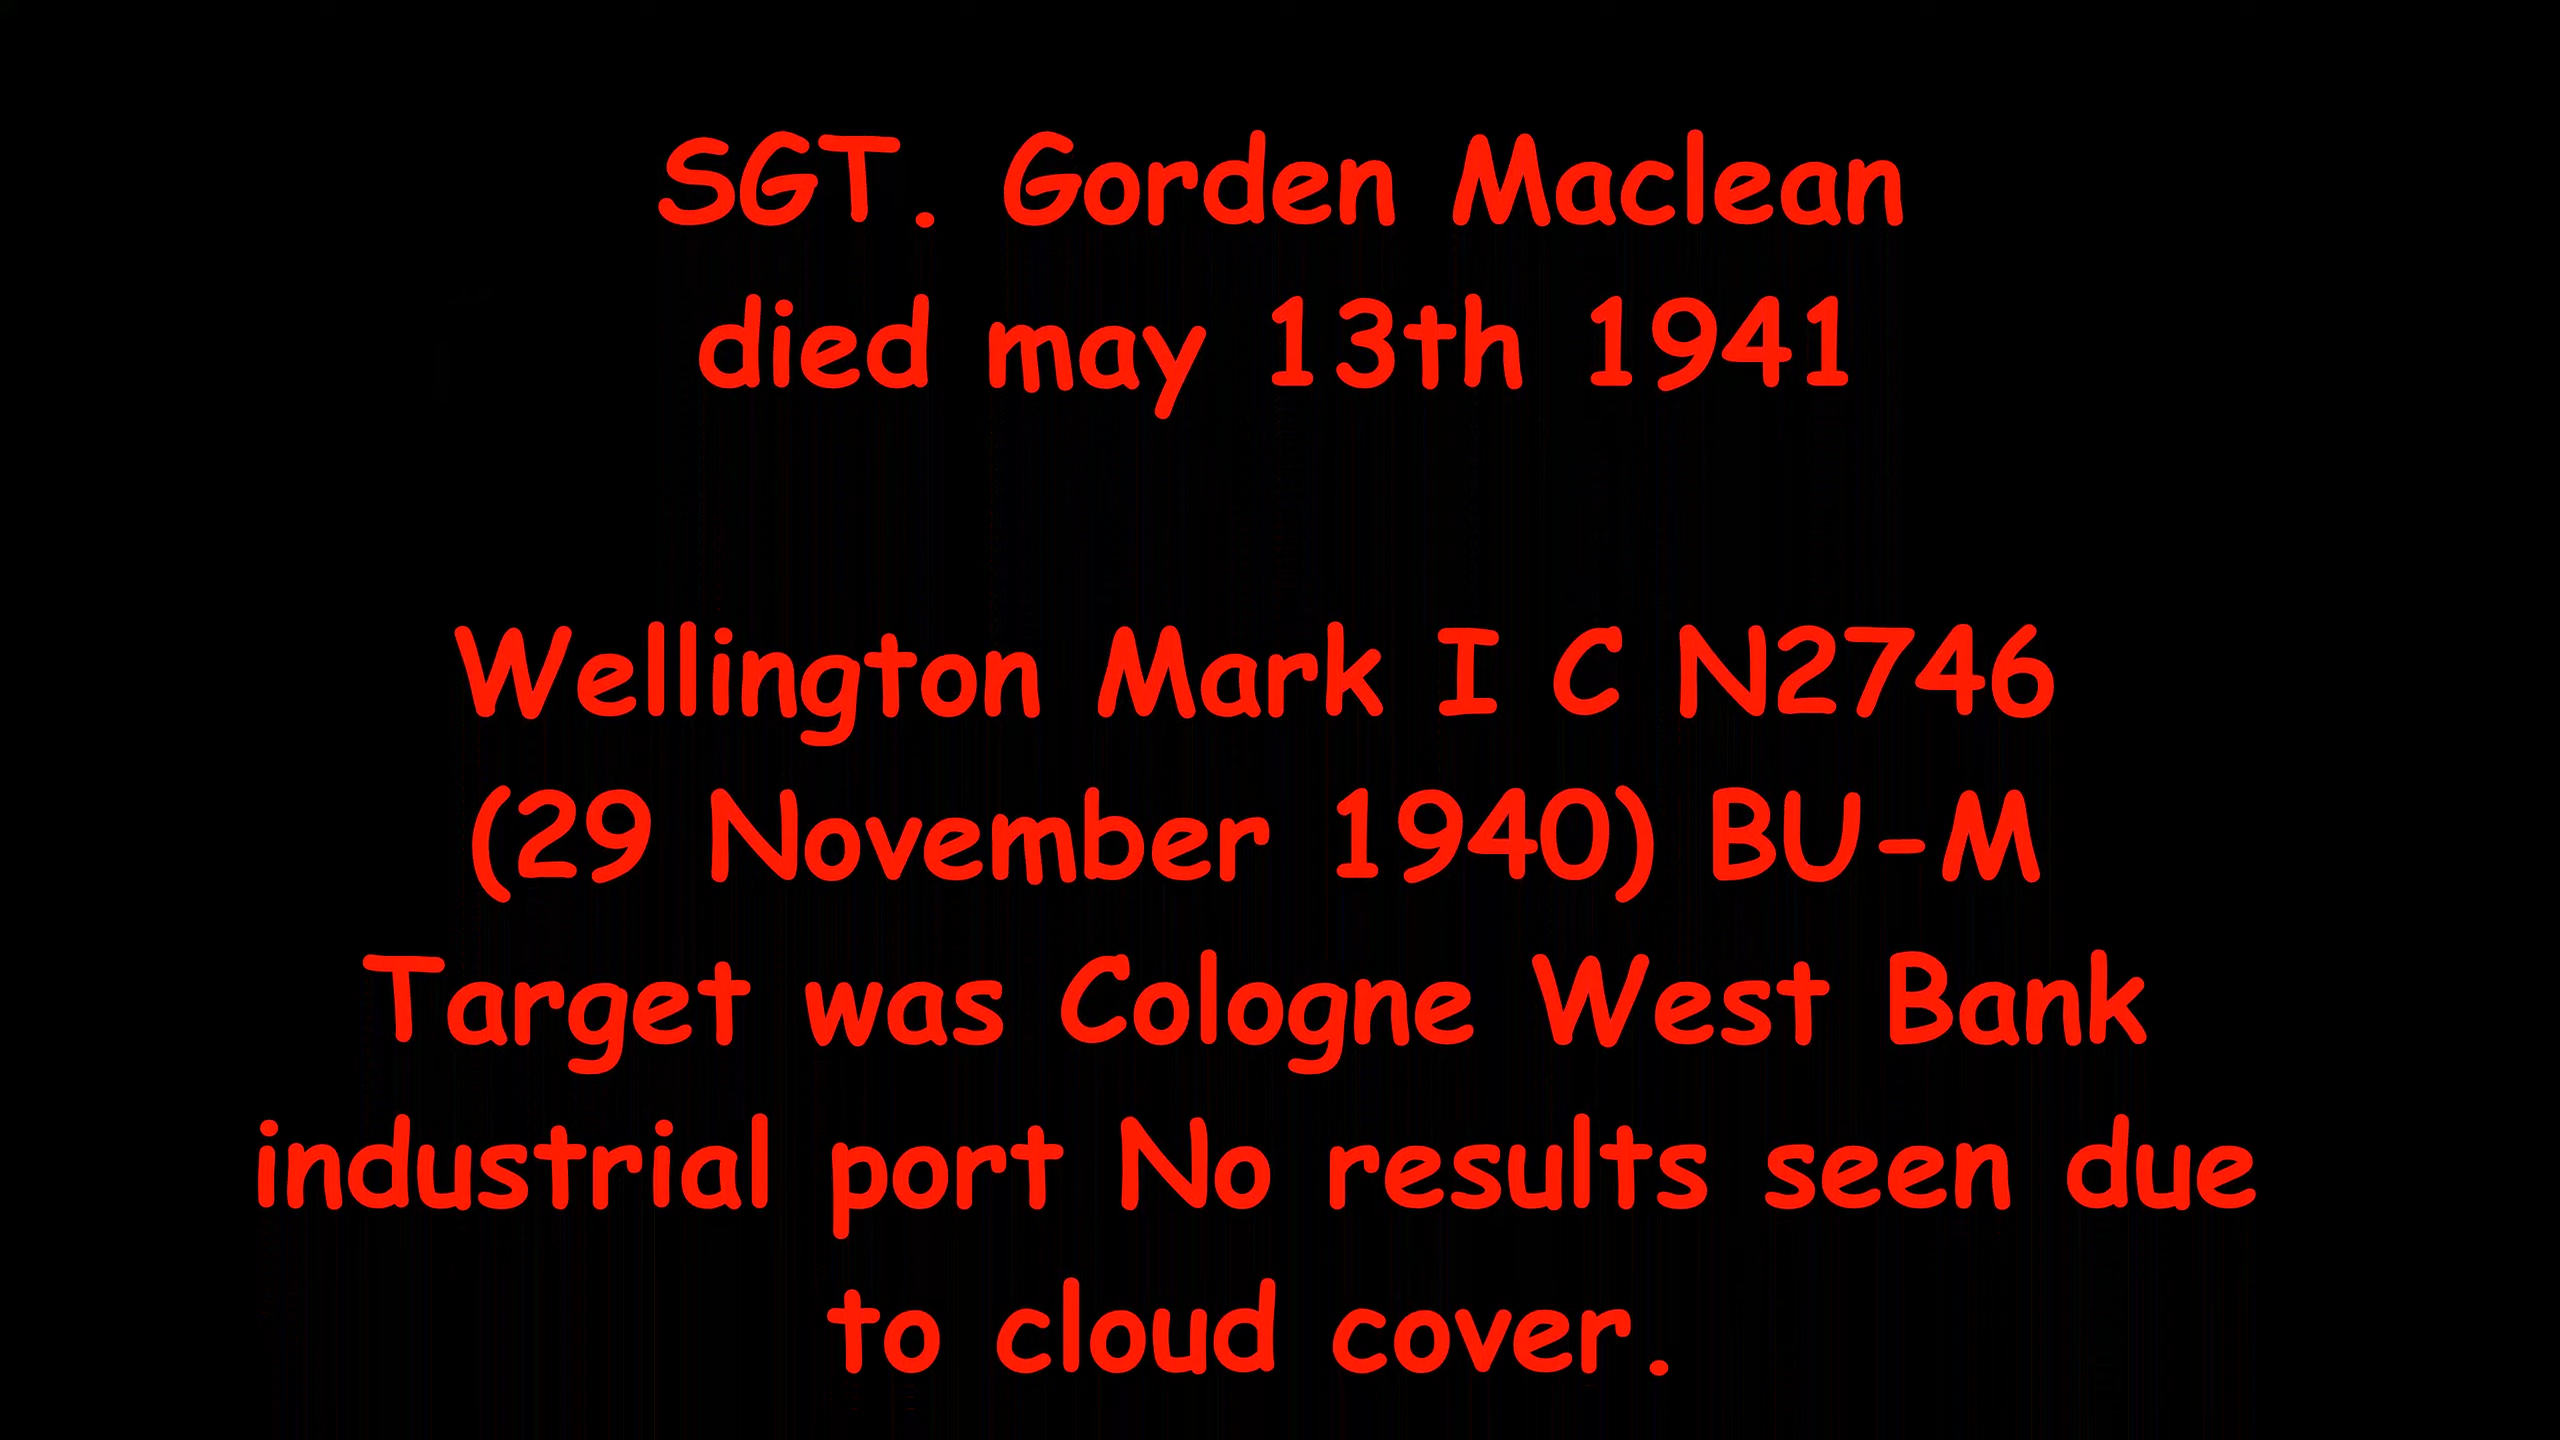 SGT. Gorden Maclean
died may 13th 1941
Wellington Mark I C N2746
(29 November 1940) BU-M
Target was Cologne West Bank
industrial port No results seen due
to cloud cover.